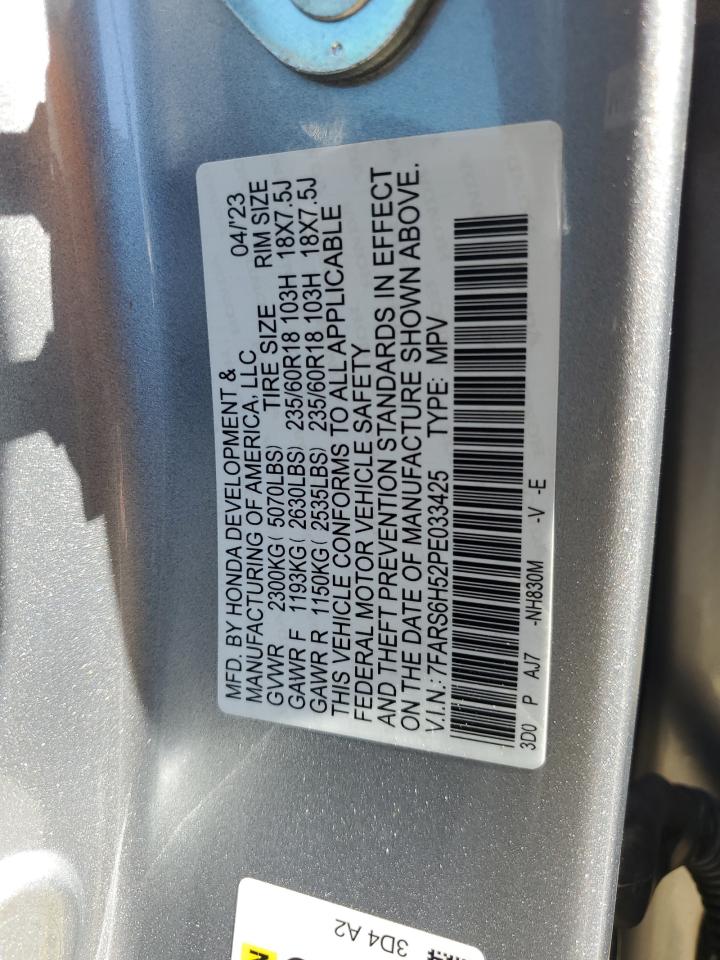 MFD. BY HONDA DEVELOPMENT &
MANUFACTURING OF AMERICA, LLC 04/'23
GVWR 2300KG( 5070LBS) TIRE SIZE RIM SIZE
GAWR F 1193KG( 2630LBS) 235/60R18 103H 18X7.5J
GAWR R 1150KG( 2535LBS) 235/60R18 103H 18X7.5J
THIS VEHICLE CONFORMS TO ALL APPLICABLE
FEDERAL MOTOR VEHICLE SAFETY
AND THEFT PREVENTION STANDARDS IN EFFECT
ON THE DATE OF MANUFACTURE SHOWN ABOVE.
V.I.N.: 7FARS6H52PE033425 TYPE: MPV
3D0 P AJ7 -NH830M -V -E
3D4 A2